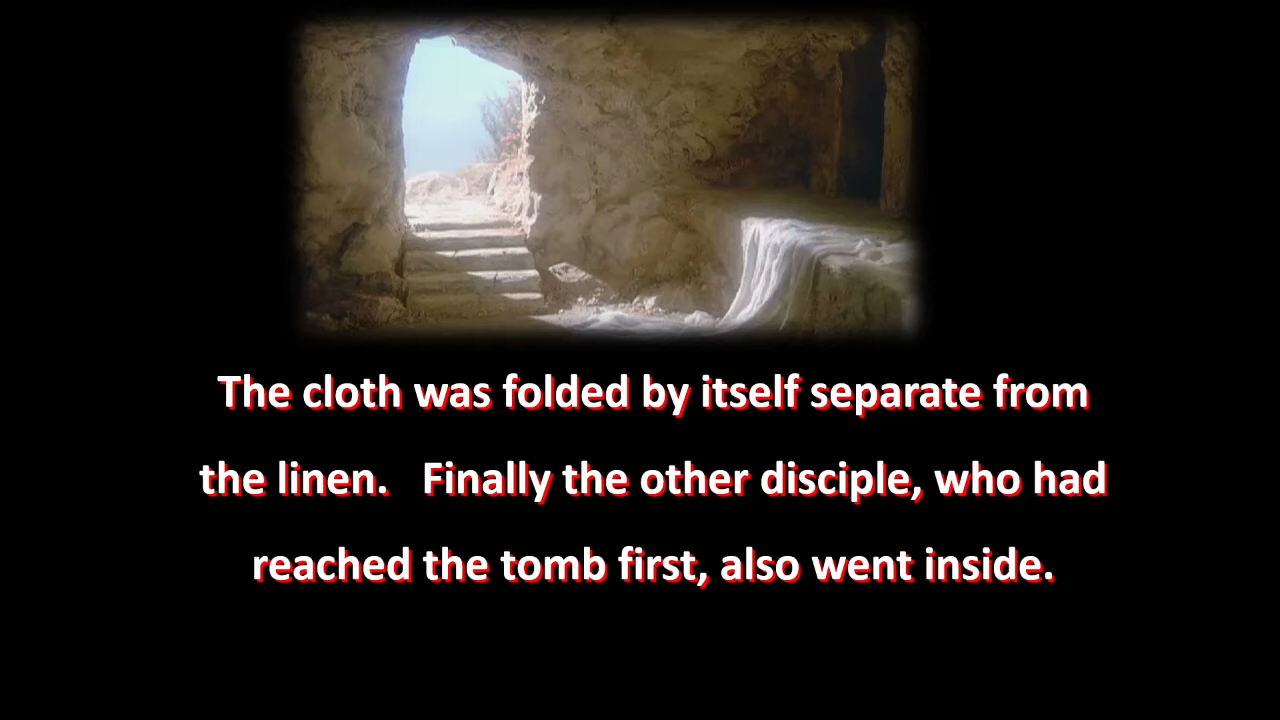 The cloth was folded by itself separate from
the linen. Finally the other disciple, who had
reached the tomb first, also went inside.